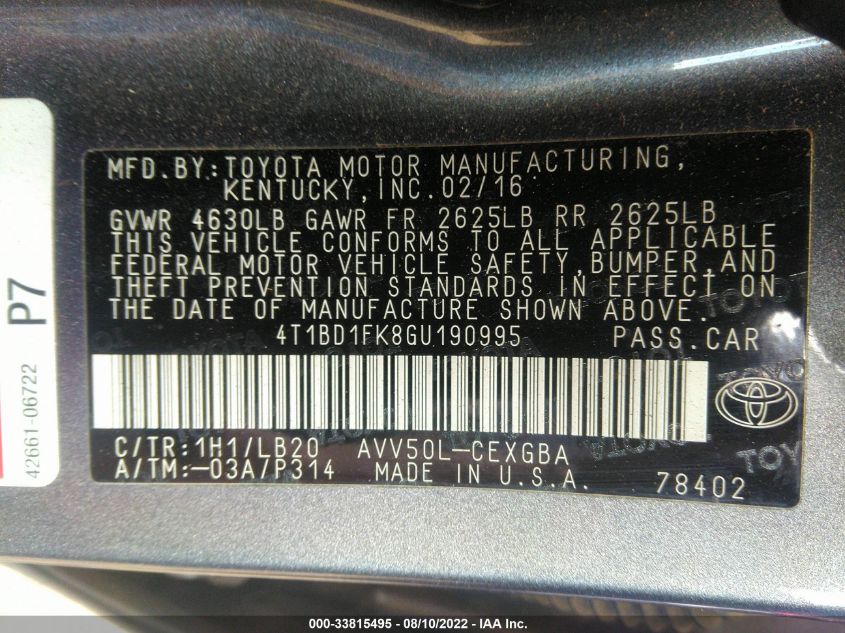 MFD.BY:TOYOTA MOTOR MANUFACTURING,
KENTUCKY,INC.02/16
GVWR 4630LB GAWR FR 2625LB RR 2625LB
THIS VEHICLE CONFORMS TO ALL APPLICABLE
FEDERAL MOTOR VEHICLE SAFETY,BUMPER,AND
THEFT PREVENTION STANDARDS IN EFFECT ON
THE DATE OF MANUFACTURE SHOWN ABOVE.
4T1BD1FK8GU190995 PASS.CAR
C/TR:1H1/LB20 AVV50L-CEXGBA
A/TM:-03A/P314 MADE IN U.S.A. 78402
P7
42661-06722
000-33815495 - 08/10/2022 - IAA Inc.